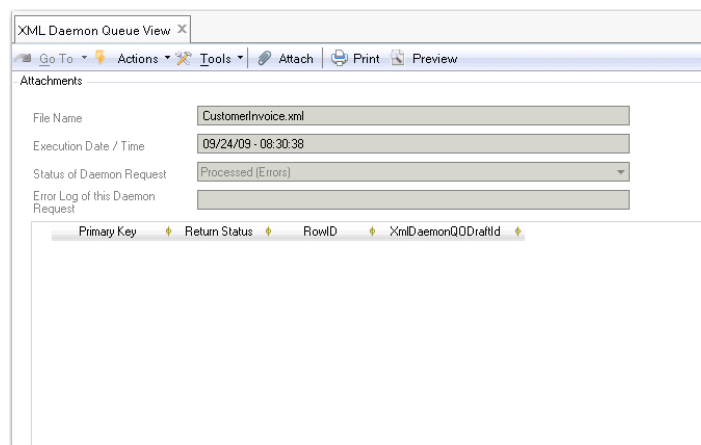 XML Daemon Queue View X
Go To Actions Tools Attach Print Preview
Attachments
File Name CustomerInvoice.xml
Execution Date / Time 09/24/09 - 08:30:38
Status of Daemon Request Processed (Errors)
Error Log of this Daemon
Request
Primary Key Return Status RowID XmlDaemonQODraftId